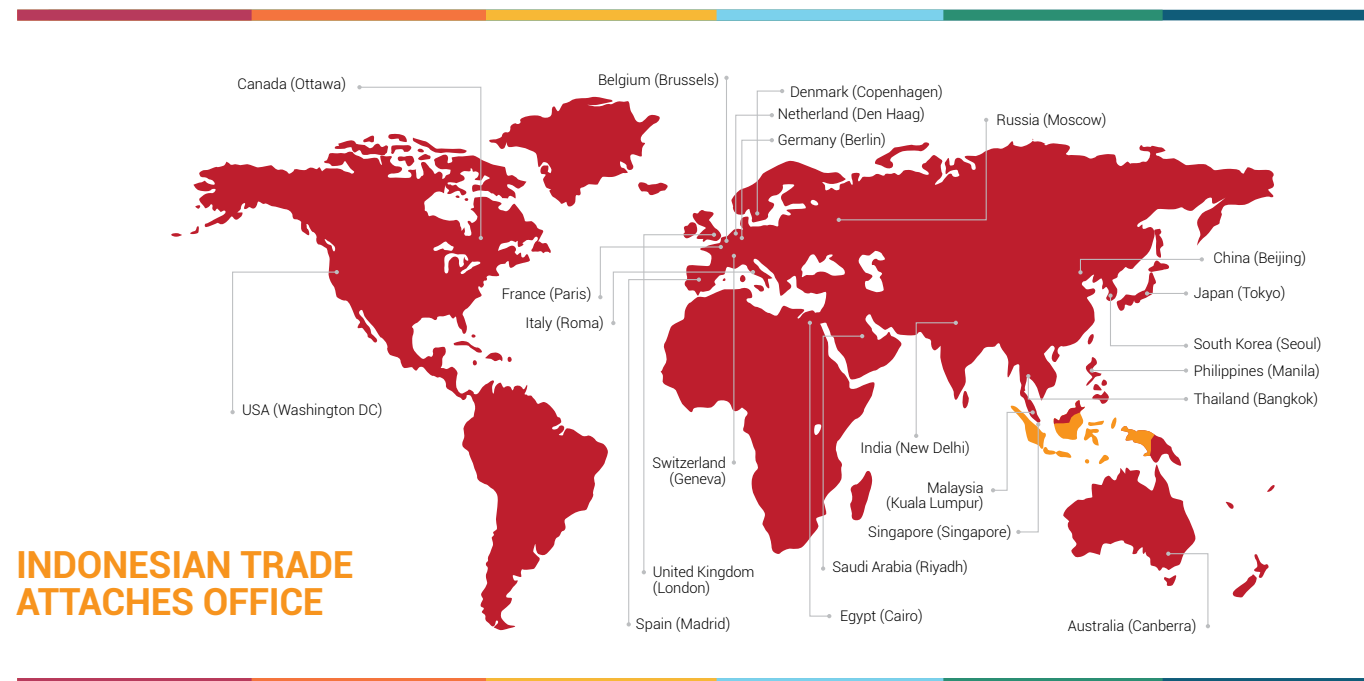 Canada (Ottawa)
Belgium (Brussels)
Denmark (Copenhagen)
Netherland (Den Haag)
Germany (Berlin)
Russia (Moscow)
China (Beijing)
Japan (Tokyo)
South Korea (Seoul)
Philippines (Manila)
Thailand (Bangkok)
France (Paris)
Italy (Roma)
USA (Washington DC)
India (New Delhi)
Switzerland
(Geneva)
Malaysia
(Kuala Lumpur)
Singapore (Singapore)
Saudi Arabia (Riyadh)
United Kingdom
(London)
Egypt (Cairo)
Spain (Madrid)
Australia (Canberra)
INDONESIAN TRADE
ATTACHES OFFICE